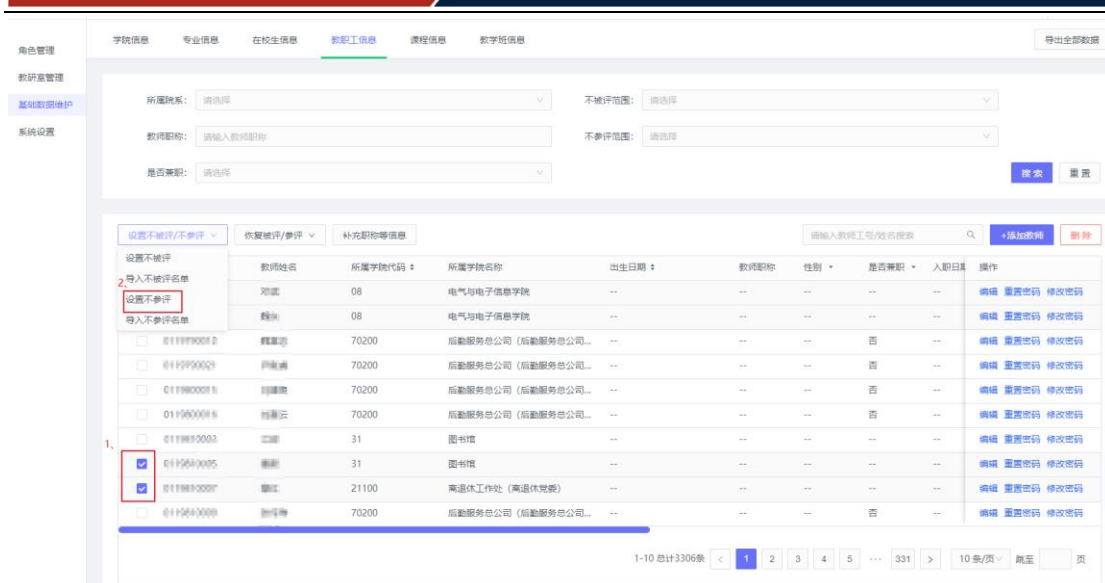 学院信息 专业信息 在校生信息 教职工信息 课程信息 教学班信息 导出全部数据
角色管理
教研室管理
基础数据维护
系统设置
所属院系: 请选择 不被评范围: 请选择
教师职称: 请输入教师职称 不参评范围: 请选择
是否兼职: 请选择
搜索 重置
设置不被评/不参评 恢复被评/参评 补充职称等信息 请输入教师工号/姓名搜索 +添加教师 删除
设置不被评
导入不被评名单
2、
设置不参评
导入不参评名单
教师姓名 所属学院代码 所属学院名称 出生日期 教师职称 性别 是否兼职 入职日期 操作
08 电气与电子信息学院 -- -- -- -- -- 编辑 重置密码 修改密码
08 电气与电子信息学院 -- -- -- -- -- 编辑 重置密码 修改密码
70200 后勤服务总公司（后勤服务总公司... -- -- -- 否 -- 编辑 重置密码 修改密码
70200 后勤服务总公司（后勤服务总公司... -- -- -- 否 -- 编辑 重置密码 修改密码
70200 后勤服务总公司（后勤服务总公司... -- -- -- 否 -- 编辑 重置密码 修改密码
70200 后勤服务总公司（后勤服务总公司... -- -- -- 否 -- 编辑 重置密码 修改密码
1、
31 图书馆 -- -- -- -- -- 编辑 重置密码 修改密码
31 图书馆 -- -- -- -- -- 编辑 重置密码 修改密码
21100 离退休工作处（离退休党委） -- -- -- -- -- 编辑 重置密码 修改密码
70200 后勤服务总公司（后勤服务总公司... -- -- -- 否 -- 编辑 重置密码 修改密码
1-10 总计3306条 < 1 2 3 4 5 ··· 331 > 10 条/页 跳至 页